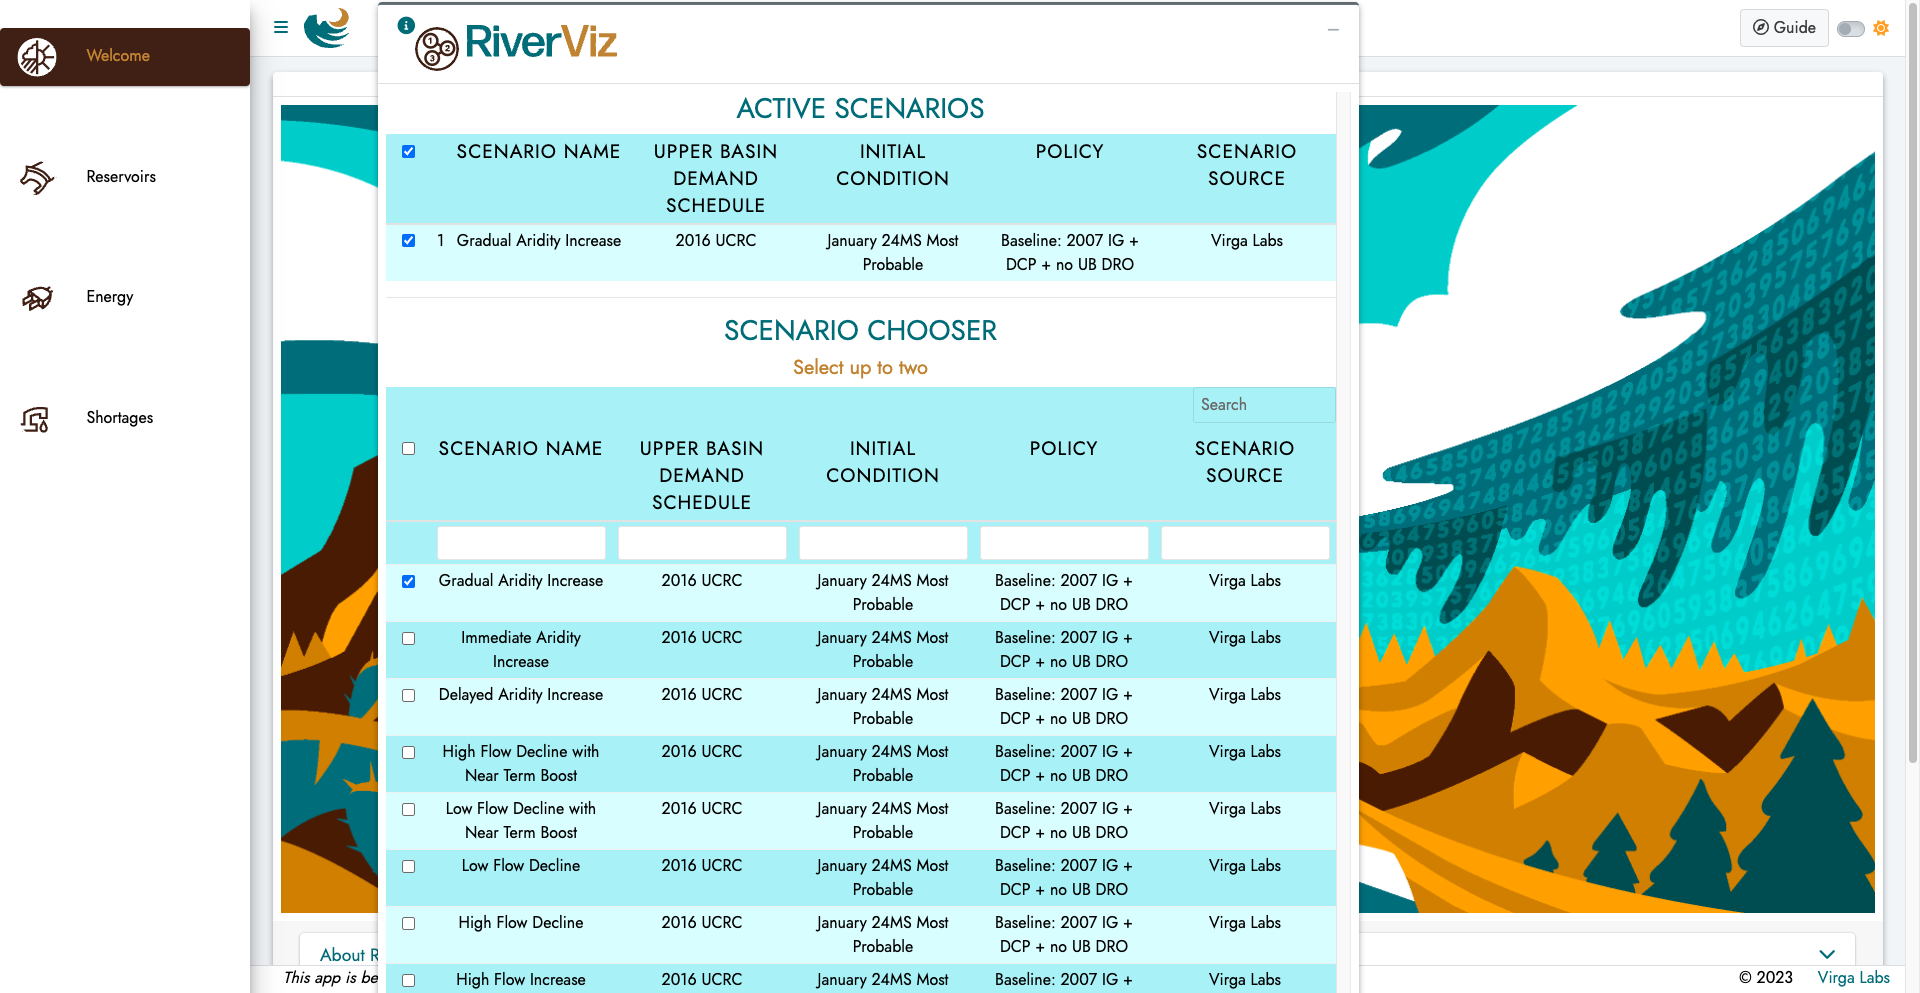 Welcome
Reservoirs
Energy
Shortages
RiverViz
Guide
ACTIVE SCENARIOS
SCENARIO NAME UPPER BASIN DEMAND SCHEDULE INITIAL CONDITION POLICY SCENARIO SOURCE
1 Gradual Aridity Increase 2016 UCRC January 24MS Most Probable Baseline: 2007 IG + DCP + no UB DRO Virga Labs
SCENARIO CHOOSER
Select up to two
Search
SCENARIO NAME UPPER BASIN DEMAND SCHEDULE INITIAL CONDITION POLICY SCENARIO SOURCE
Gradual Aridity Increase 2016 UCRC January 24MS Most Probable Baseline: 2007 IG + DCP + no UB DRO Virga Labs
Immediate Aridity Increase 2016 UCRC January 24MS Most Probable Baseline: 2007 IG + DCP + no UB DRO Virga Labs
Delayed Aridity Increase 2016 UCRC January 24MS Most Probable Baseline: 2007 IG + DCP + no UB DRO Virga Labs
High Flow Decline with Near Term Boost 2016 UCRC January 24MS Most Probable Baseline: 2007 IG + DCP + no UB DRO Virga Labs
Low Flow Decline with Near Term Boost 2016 UCRC January 24MS Most Probable Baseline: 2007 IG + DCP + no UB DRO Virga Labs
Low Flow Decline 2016 UCRC January 24MS Most Probable Baseline: 2007 IG + DCP + no UB DRO Virga Labs
High Flow Decline 2016 UCRC January 24MS Most Probable Baseline: 2007 IG + DCP + no UB DRO Virga Labs
High Flow Increase 2016 UCRC January 24MS Most Baseline: 2007 IG + Virga Labs
About R
This app is be
© 2023 Virga Labs